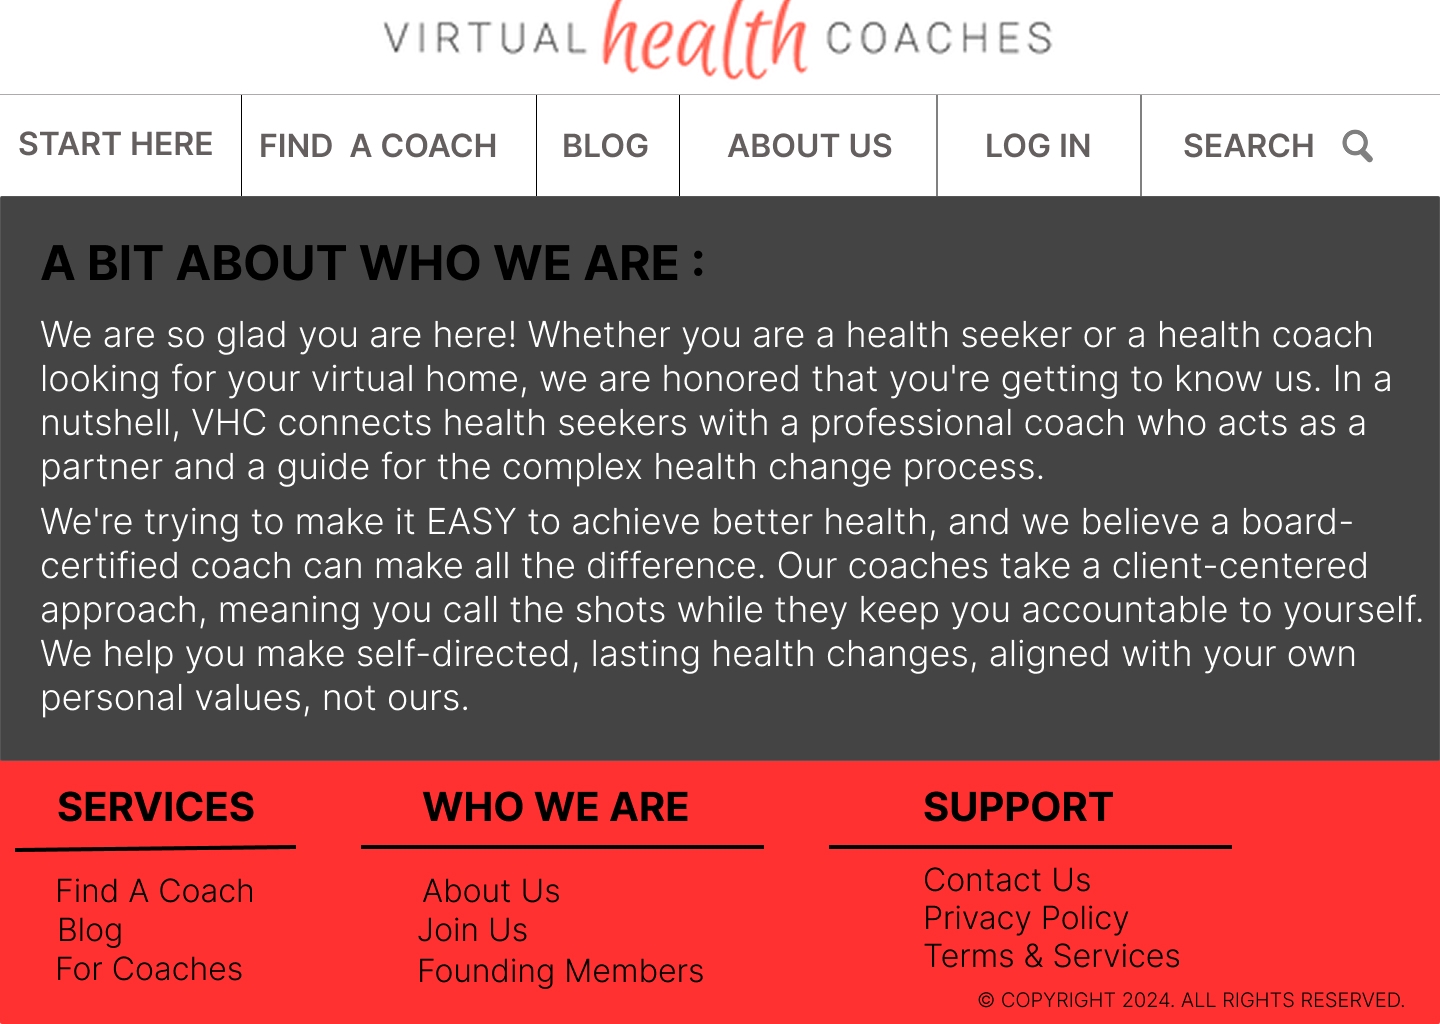 VIRTUAL health COACHES
START HERE FIND A COACH BLOG ABOUT US LOG IN SEARCH
A BIT ABOUT WHO WE ARE :
We are so glad you are here! Whether you are a health seeker or a health coach
looking for your virtual home, we are honored that you're getting to know us. In a
nutshell, VHC connects health seekers with a professional coach who acts as a
partner and a guide for the complex health change process.
We're trying to make it EASY to achieve better health, and we believe a board-
certified coach can make all the difference. Our coaches take a client-centered
approach, meaning you call the shots while they keep you accountable to yourself.
We help you make self-directed, lasting health changes, aligned with your own
personal values, not ours.
SERVICES
Find A Coach
Blog
For Coaches
WHO WE ARE
About Us
Join Us
Founding Members
SUPPORT
Contact Us
Privacy Policy
Terms & Services
© COPYRIGHT 2024. ALL RIGHTS RESERVED.